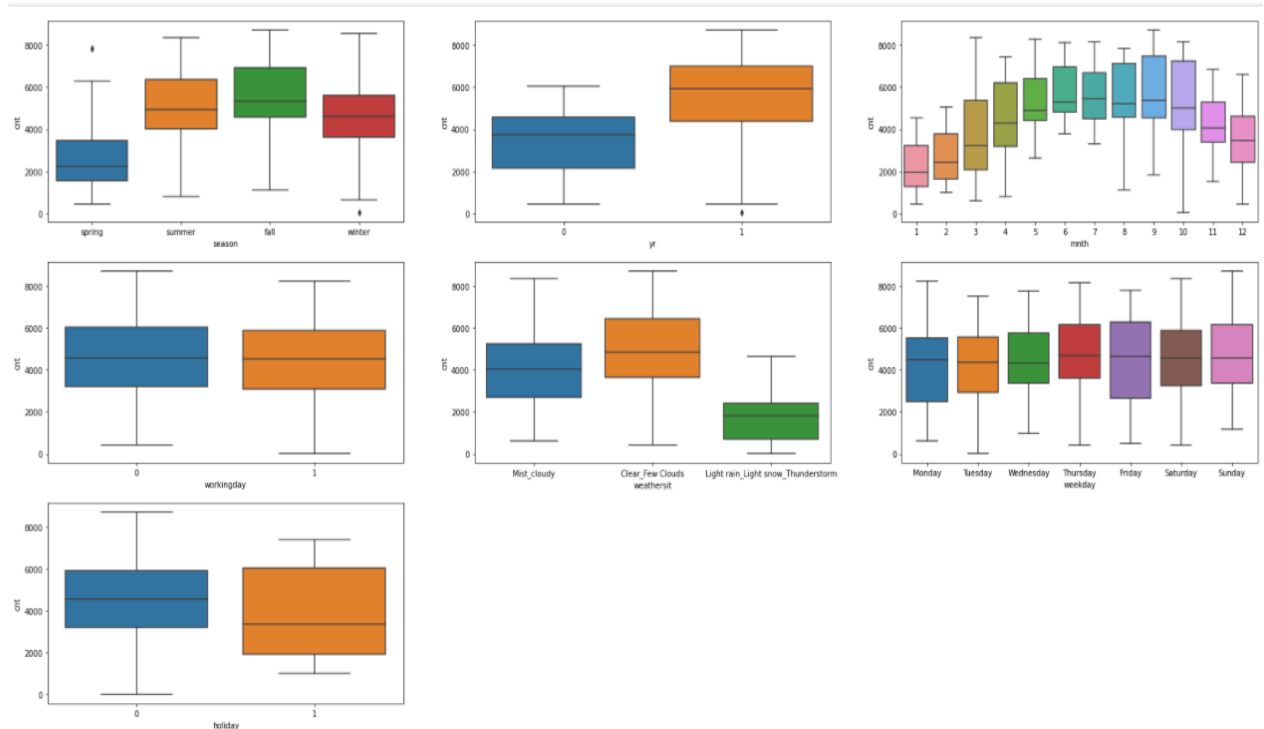 8000
6000
4000
2000
0
cnt
spring summer fall winter
season
8000
6000
4000
2000
0
cnt
0 1
yr
8000
6000
4000
2000
0
cnt
1 2 3 4 5 6 7 8 9 10 11 12
mnth
8000
6000
4000
2000
0
cnt
0 1
workingday
8000
6000
4000
2000
0
cnt
Mist_cloudy Clear_Few Clouds Light rain_Light snow_Thunderstorm
weathersit
8000
6000
4000
2000
0
cnt
Monday Tuesday Wednesday Thursday Friday Saturday Sunday
weekday
8000
6000
4000
2000
0
cnt
0 1
holiday